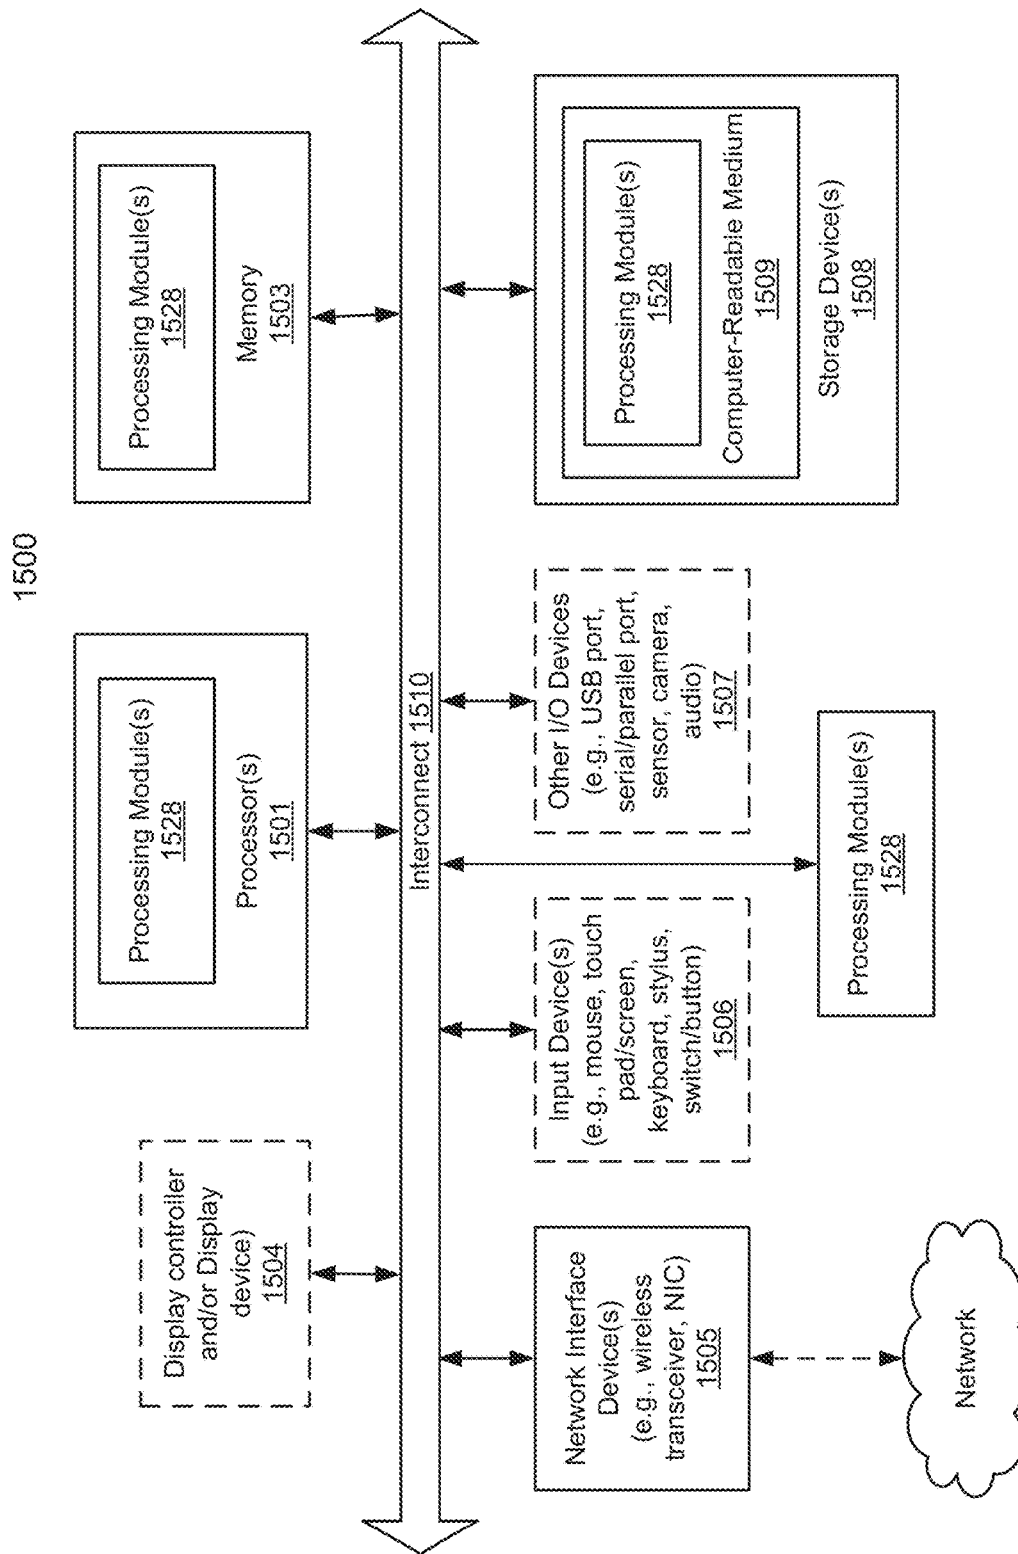 1500
Display controller
and/or Display
device)
1504
Processing Module(s)
1528
Processor(s)
1501
Processing Module(s)
1528
Memory
1503
Interconnect 1510
Network Interface
Device(s)
(e.g., wireless
transceiver, NIC)
1505
Input Device(s)
(e.g., mouse, touch
pad/screen,
keyboard, stylus,
switch/button)
1506
Other I/O Devices
(e.g., USB port,
serial/parallel port,
sensor, camera,
audio)
1507
Processing Module(s)
1528
Computer-Readable Medium
1509
Storage Device(s)
1508
Network
Processing Module(s)
1528